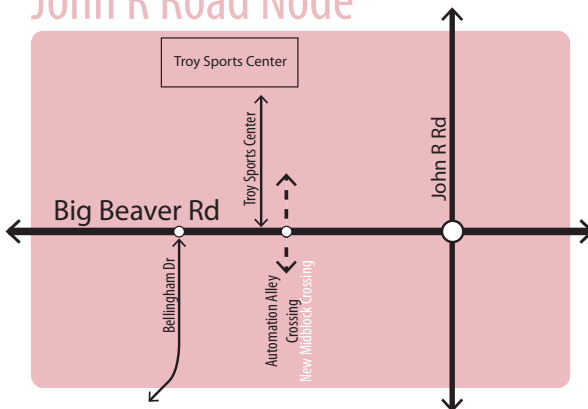 John R Road Node
Troy Sports Center
Troy Sports Center
John R Rd
Big Beaver Rd
Bellingham Dr
Automation Alley
Crossing
New Midblock Crossing